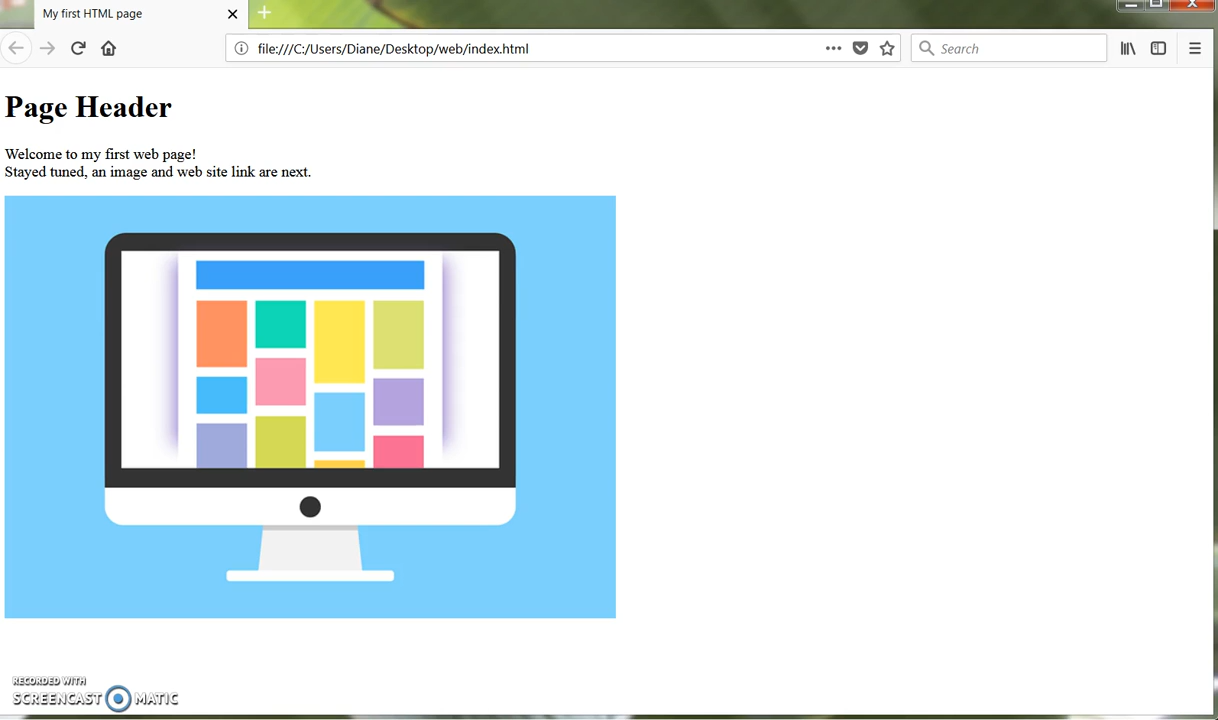 My first HTML page
file:///C:/Users/Diane/Desktop/web/index.html
Search
Page Header
Welcome to my first web page!
Stayed tuned, an image and web site link are next.
RECORDED WITH
SCREENCAST MATIC